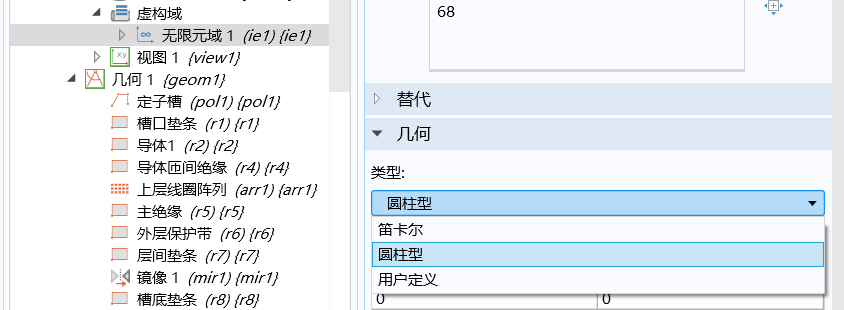 虚构域
无限元域 1 (ie1) {ie1}
视图 1 {view1}
几何 1 {geom1}
定子槽 (pol1) {pol1}
槽口垫条 (r1) {r1}
导体1 (r2) {r2}
导体匝间绝缘 (r4) {r4}
上层线圈阵列 (arr1) {arr1}
主绝缘 (r5) {r5}
外层保护带 (r6) {r6}
层间垫条 (r7) {r7}
镜像 1 (mir1) {mir1}
槽底垫条 (r8) {r8}
68
替代
几何
类型:
圆柱型
笛卡尔
圆柱型
用户定义
0 0